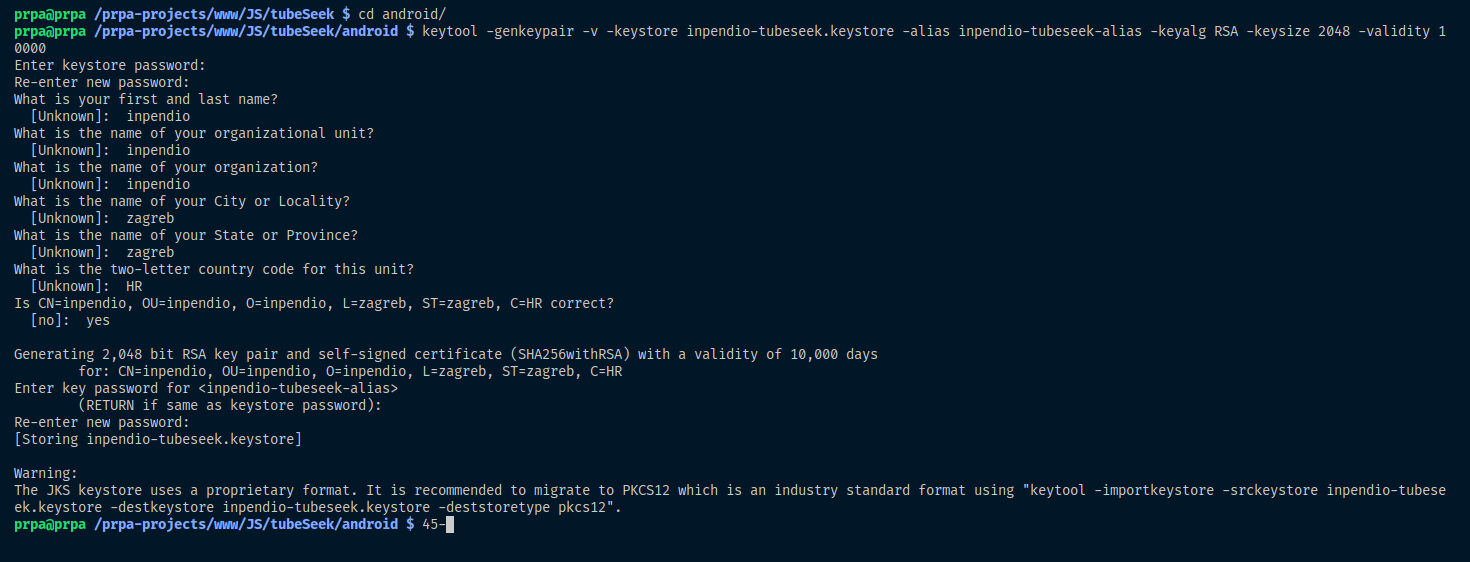 prpa@prpa /prpa-projects/www/JS/tubeSeek $ cd android/
prpa@prpa /prpa-projects/www/JS/tubeSeek/android $ keytool -genkeypair -v -keystore inpendio-tubeseek.keystore -alias inpendio-tubeseek-alias -keyalg RSA -keysize 2048 -validity 1
0000
Enter keystore password:
Re-enter new password:
What is your first and last name?
  [Unknown]:  inpendio
What is the name of your organizational unit?
  [Unknown]:  inpendio
What is the name of your organization?
  [Unknown]:  inpendio
What is the name of your City or Locality?
  [Unknown]:  zagreb
What is the name of your State or Province?
  [Unknown]:  zagreb
What is the two-letter country code for this unit?
  [Unknown]:  HR
Is CN=inpendio, OU=inpendio, O=inpendio, L=zagreb, ST=zagreb, C=HR correct?
  [no]:  yes

Generating 2,048 bit RSA key pair and self-signed certificate (SHA256withRSA) with a validity of 10,000 days
        for: CN=inpendio, OU=inpendio, O=inpendio, L=zagreb, ST=zagreb, C=HR
Enter key password for <inpendio-tubeseek-alias>
        (RETURN if same as keystore password):
Re-enter new password:
[Storing inpendio-tubeseek.keystore]

Warning:
The JKS keystore uses a proprietary format. It is recommended to migrate to PKCS12 which is an industry standard format using "keytool -importkeystore -srckeystore inpendio-tubese
ek.keystore -destkeystore inpendio-tubeseek.keystore -deststoretype pkcs12".
prpa@prpa /prpa-projects/www/JS/tubeSeek/android $ 45-